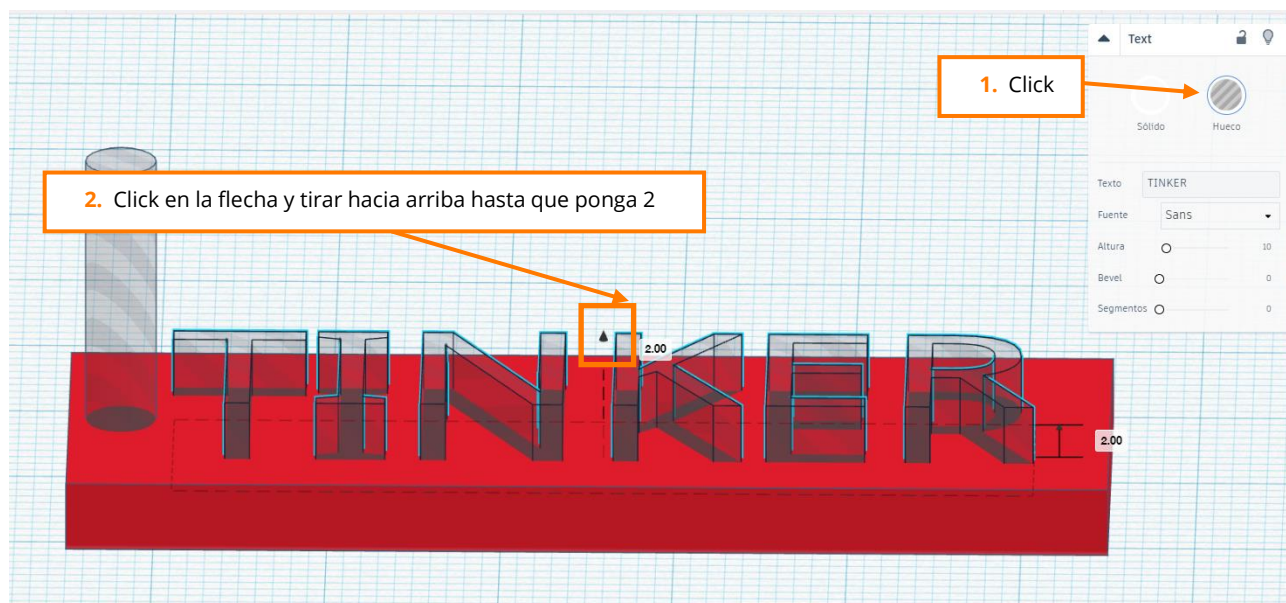 Text
1. Click
Sólido
Hueco
2. Click en la flecha y tirar hacia arriba hasta que ponga 2
Texto TINKER
Fuente Sans
Altura 10
Bevel 0
Segmentos 0
2.00
TINKER
2.00